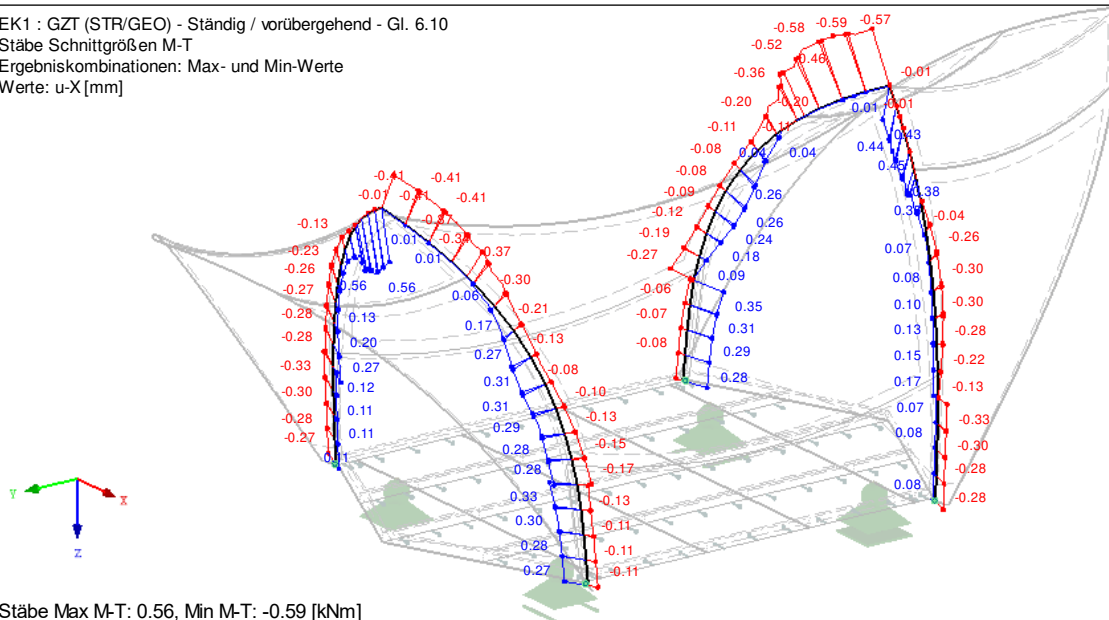 EK1 : GZT (STR/GEO) - Ständig / vorübergehend - Gl. 6.10
Stäbe Schnittgrößen M-T
Ergebniskombinationen: Max- und Min-Werte
Werte: u-X [mm]
-0.58 -0.59 -0.57
-0.52
-0.46
-0.36
-0.01
-0.20 -0.20
0.01 -0.01
-0.11 -0.11
0.43
-0.08 0.04 0.04 0.44
-0.08 0.45
-0.09 0.26 0.38
-0.12 0.26 -0.04
-0.19 0.24 0.07 -0.26
-0.27 0.18 0.08 -0.30
-0.06 0.09 0.10 -0.30
-0.07 0.35 0.13 -0.28
-0.08 0.31 0.15 -0.22
0.29 0.17 -0.13
0.28 0.07 -0.33
0.08 -0.30
-0.28
0.08 -0.28
-0.41 -0.41
-0.01 -0.41
-0.13 0.01
-0.23 0.01 -0.37
-0.26 0.56 0.56 0.06 -0.30
-0.27 0.13 0.17 -0.21
-0.28 0.20 0.27 -0.13
-0.28 0.27 0.31 -0.08
-0.33 0.12 0.31 -0.10
-0.30 0.11 0.29 -0.13
-0.28 0.11 0.28 -0.15
-0.27 0.11 0.28 -0.17
0.33 -0.13
0.30 -0.11
0.28 -0.11
0.27 -0.11
Y X
Z
Stäbe Max M-T: 0.56, Min M-T: -0.59 [kNm]